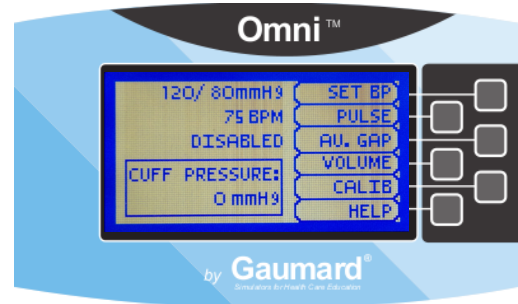 Omni™
120/ 80mmHg SET BP
75 BPM PULSE
DISABLED AU. GAP
VOLUME
CUFF PRESSURE:
CALIB
0 mmHg
HELP
by Gaumard®
Simulators for Health Care Education